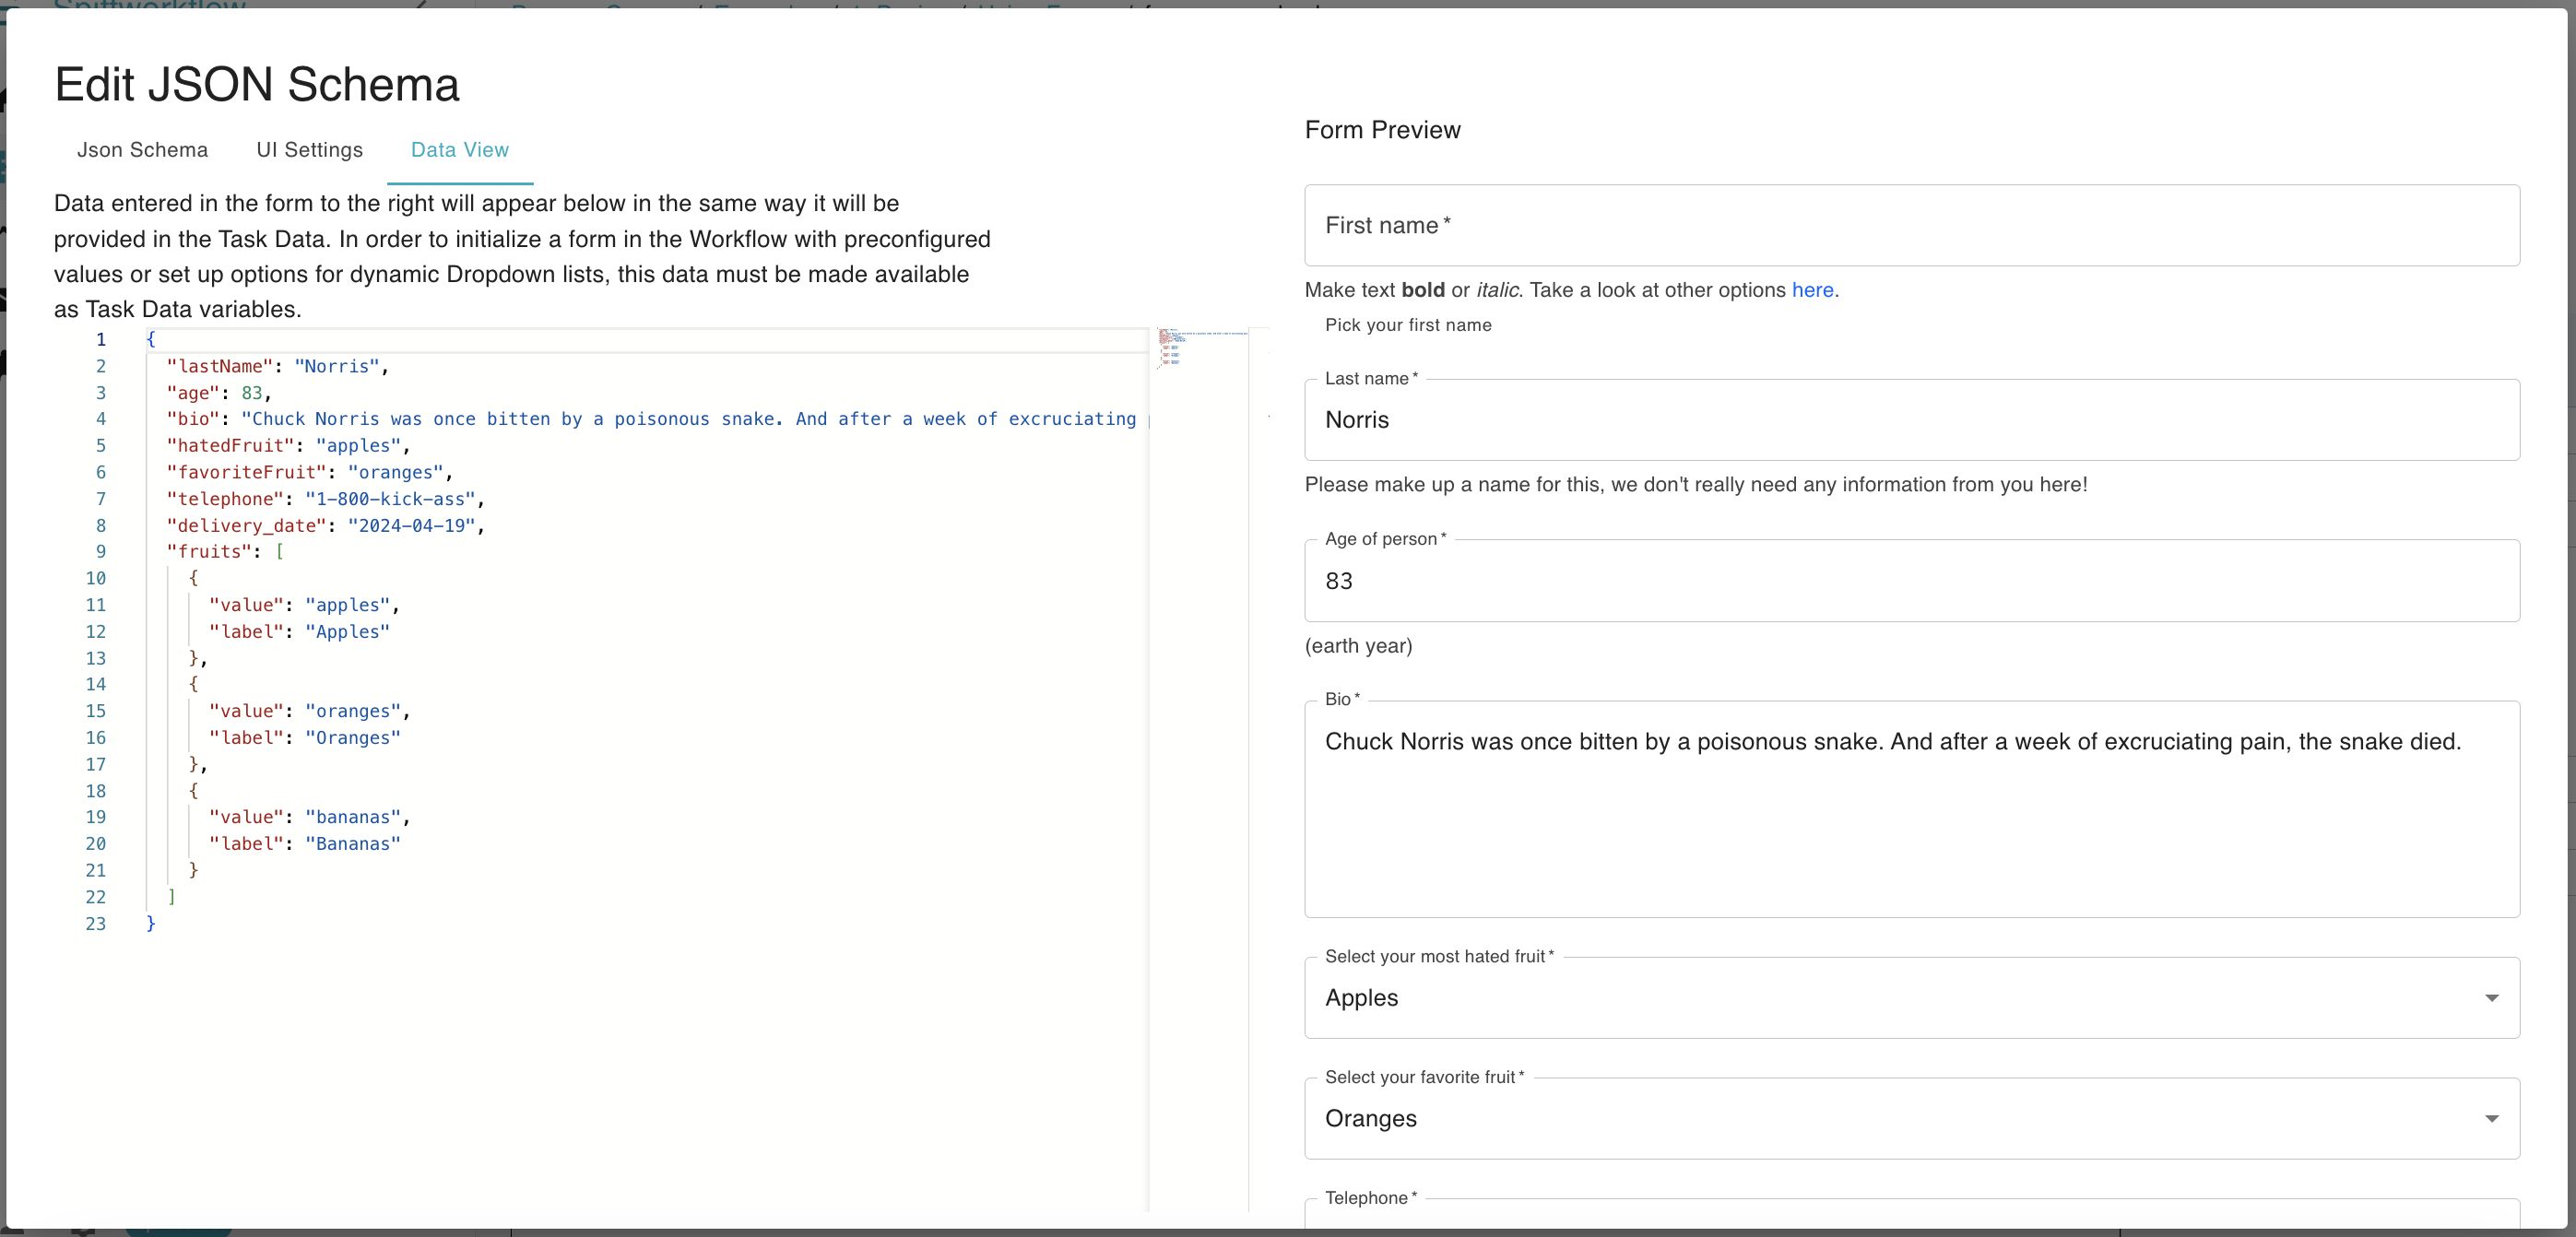 Edit JSON Schema
Json Schema UI Settings Data View
Data entered in the form to the right will appear below in the same way it will be
provided in the Task Data. In order to initialize a form in the Workflow with preconfigured
values or set up options for dynamic Dropdown lists, this data must be made available
as Task Data variables.
1 {
2 "lastName": "Norris",
3 "age": 83,
4 "bio": "Chuck Norris was once bitten by a poisonous snake. And after a week of excruciating
5 "hatedFruit": "apples",
6 "favoriteFruit": "oranges",
7 "telephone": "1-800-kick-ass",
8 "delivery_date": "2024-04-19",
9 "fruits": [
10 {
11 "value": "apples",
12 "label": "Apples"
13 },
14 {
15 "value": "oranges",
16 "label": "Oranges"
17 },
18 {
19 "value": "bananas",
20 "label": "Bananas"
21 }
22 ]
23 }
Form Preview
First name *
Make text bold or italic. Take a look at other options here.
Pick your first name
Last name *
Norris
Please make up a name for this, we don't really need any information from you here!
Age of person *
83
(earth year)
Bio *
Chuck Norris was once bitten by a poisonous snake. And after a week of excruciating pain, the snake died.
Select your most hated fruit *
Apples
Select your favorite fruit *
Oranges
Telephone *